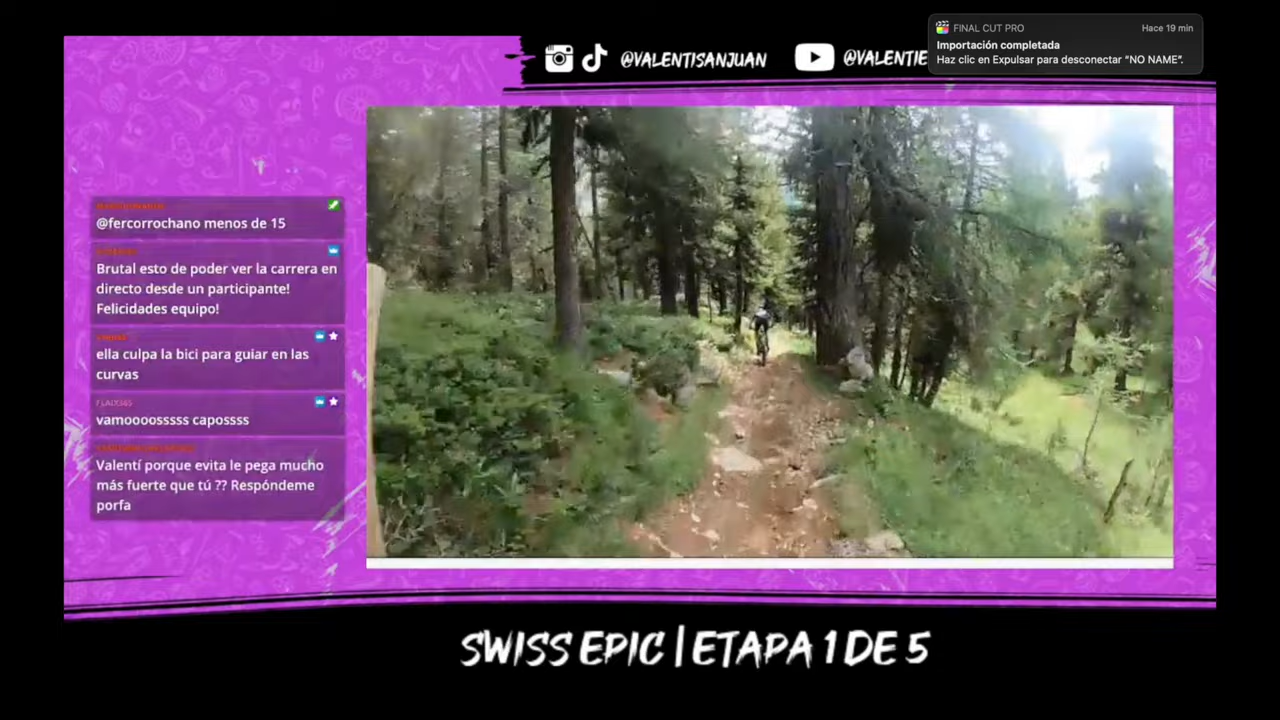 FINAL CUT PRO
Hace 19 min
Importación completada
Haz clic en Expulsar para desconectar "NO NAME".
@VALENTISANJUAN
@fercorrochano menos de 15
Brutal esto de poder ver la carrera en
directo desde un participante!
Felicidades equipo!
ella culpa la bici para guiar en las
curvas
vamoooosssss capossss
Valentí porque evita le pega mucho
más fuerte que tú ?? Respóndeme
porfa
SWISS EPIC | ETAPA 1 DE 5